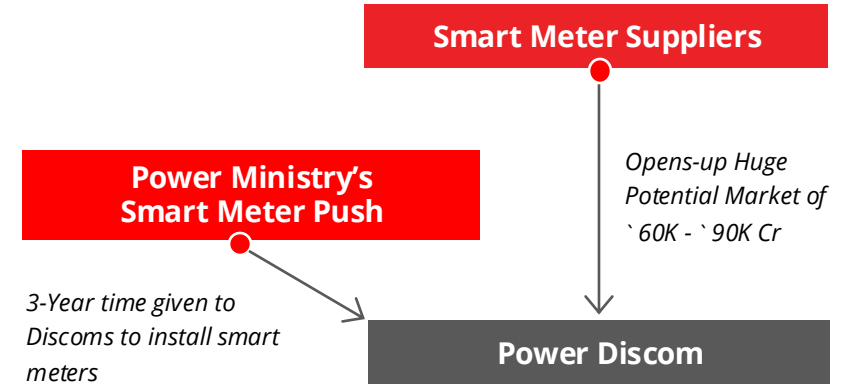 Smart Meter Suppliers
Power Ministry’s
Smart Meter Push
Opens-up Huge
Potential Market of
` 60K - ` 90K Cr
3-Year time given to
Discoms to install smart
meters
Power Discom